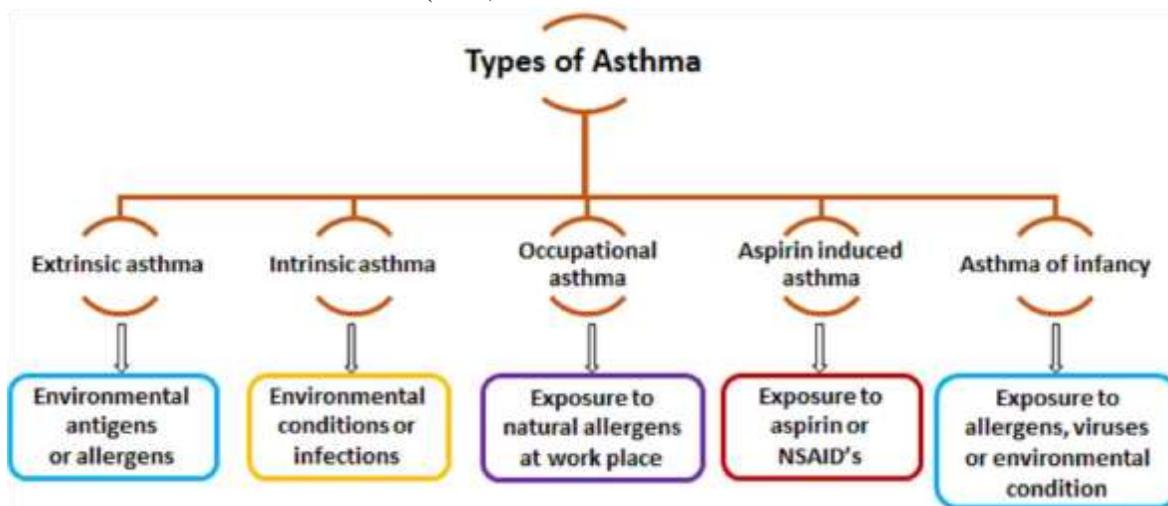 Types of Asthma
Extrinsic asthma
Intrinsic asthma
Occupational
asthma
Aspirin induced
asthma
Asthma of infancy
Environmental
antigens
or allergens
Environmental
conditions or
infections
Exposure to
natural allergens
at work place
Exposure to
aspirin or
NSAID's
Exposure to
allergens, viruses
or environmental
condition